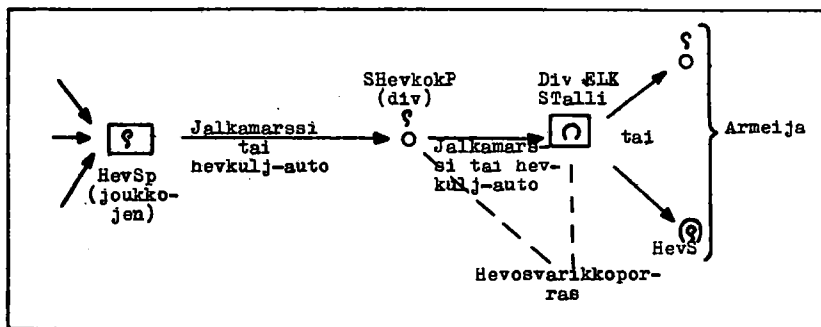 SHevkokP
(div)
Div ELK
STalli
Jalkamarssi
tai
hevkulj-auto
Jalkamars-
si tai hev-
kulj-auto
tai
Armeija
HevSp
(joukko-
jen)
HevS
Hevosvarikkopor-
ras